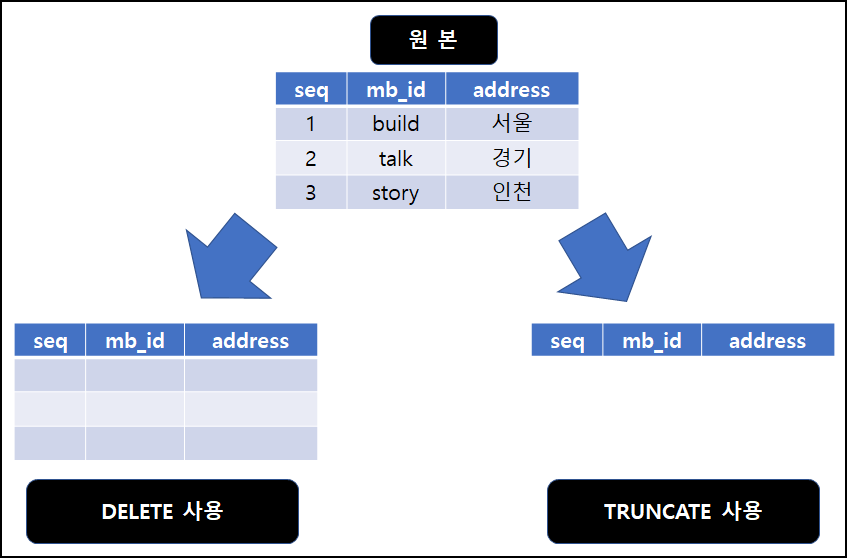 원 본
seq mb_id address
1 build 서울
2 talk 경기
3 story 인천
seq mb_id address
seq mb_id address
DELETE 사용
TRUNCATE 사용